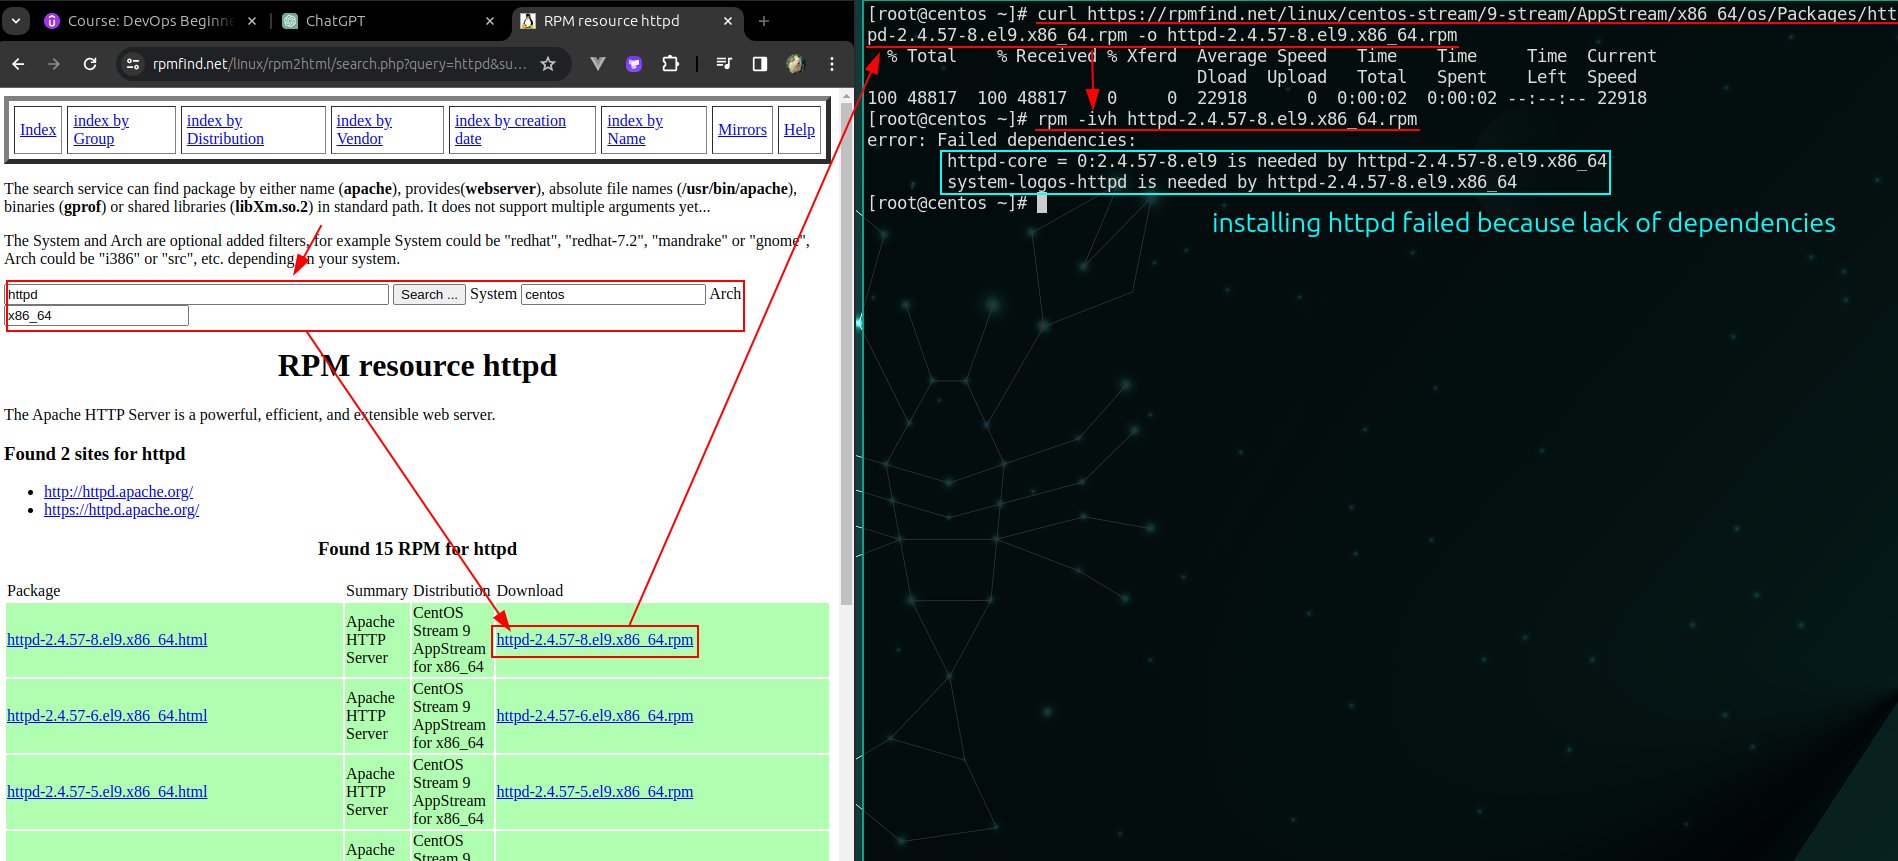 Course: DevOps Beginne
ChatGPT
RPM resource httpd
rpmfind.net/linux/rpm2html/search.php?query=httpd&su...
Index
index by
Group
index by
Distribution
index by
Vendor
index by creation
date
index by
Name
Mirrors
Help
The search service can find package by either name (apache), provides(webserver), absolute file names (/usr/bin/apache),
binaries (gprof) or shared libraries (libXm.so.2) in standard path. It does not support multiple arguments yet...
The System and Arch are optional added filters, for example System could be "redhat", "redhat-7.2", "mandrake" or "gnome",
Arch could be "i386" or "src", etc. depending on your system.
httpd Search ... System centos Arch
x86_64
RPM resource httpd
The Apache HTTP Server is a powerful, efficient, and extensible web server.
Found 2 sites for httpd
http://httpd.apache.org/
https://httpd.apache.org/
Found 15 RPM for httpd
Package Summary Distribution Download
httpd-2.4.57-8.el9.x86_64.html
Apache
HTTP
Server
CentOS
Stream 9
AppStream
for x86_64
httpd-2.4.57-8.el9.x86_64.rpm
httpd-2.4.57-6.el9.x86_64.html
Apache
HTTP
Server
CentOS
Stream 9
AppStream
for x86_64
httpd-2.4.57-6.el9.x86_64.rpm
httpd-2.4.57-5.el9.x86_64.html
Apache
HTTP
Server
CentOS
Stream 9
AppStream
for x86_64
httpd-2.4.57-5.el9.x86_64.rpm
Apache
CentOS
Stream 9
[root@centos ~]# curl https://rpmfind.net/linux/centos-stream/9-stream/AppStream/x86_64/os/Packages/htt
pd-2.4.57-8.el9.x86_64.rpm -o httpd-2.4.57-8.el9.x86_64.rpm
% Total % Received % Xferd Average Speed Time Time Time Current
Dload Upload Total Spent Left Speed
100 48817 100 48817 0 0 22918 0 0:00:02 0:00:02 --:--:-- 22918
[root@centos ~]# rpm -ivh httpd-2.4.57-8.el9.x86_64.rpm
error: Failed dependencies:
httpd-core = 0:2.4.57-8.el9 is needed by httpd-2.4.57-8.el9.x86_64
system-logos-httpd is needed by httpd-2.4.57-8.el9.x86_64
[root@centos ~]#
installing httpd failed because lack of dependencies